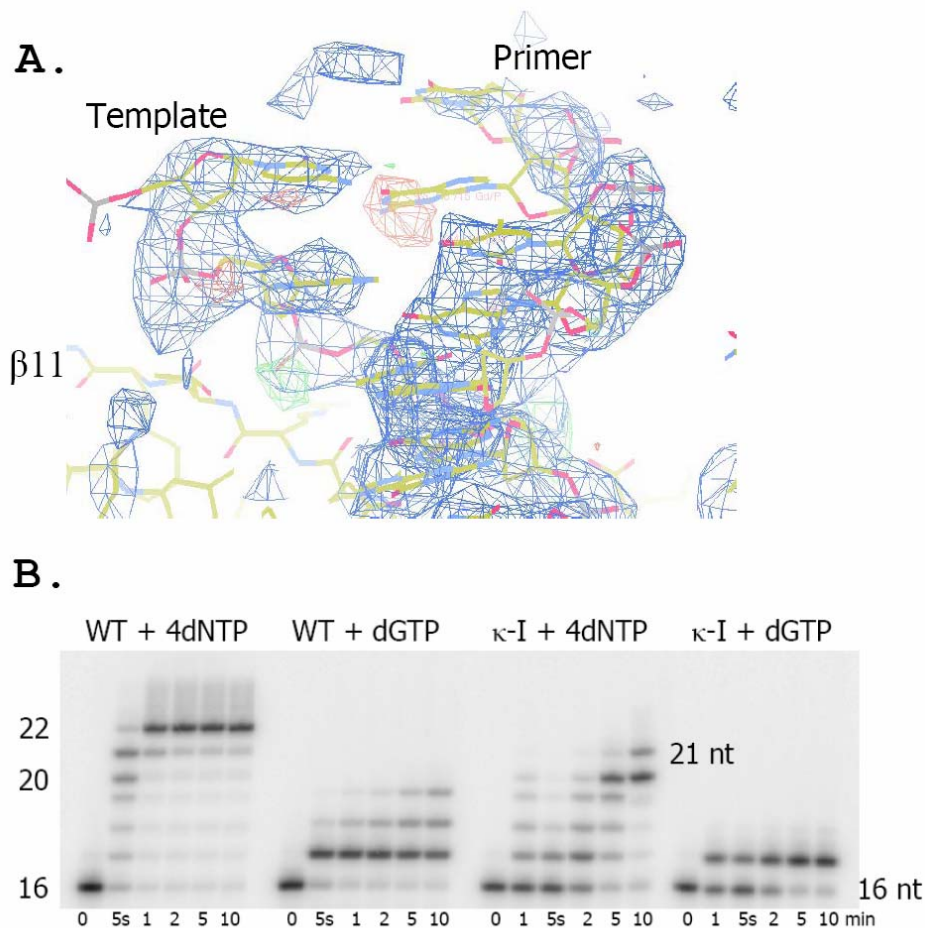 A.
Primer
Template
β11
B.
WT + 4dNTP WT + dGTP κ-I + 4dNTP κ-I + dGTP
22
21 nt
20
16
16 nt
0 5s 1 2 5 10 0 5s 1 2 5 10 0 1 5s 2 5 10 0 1 5s 2 5 10 min